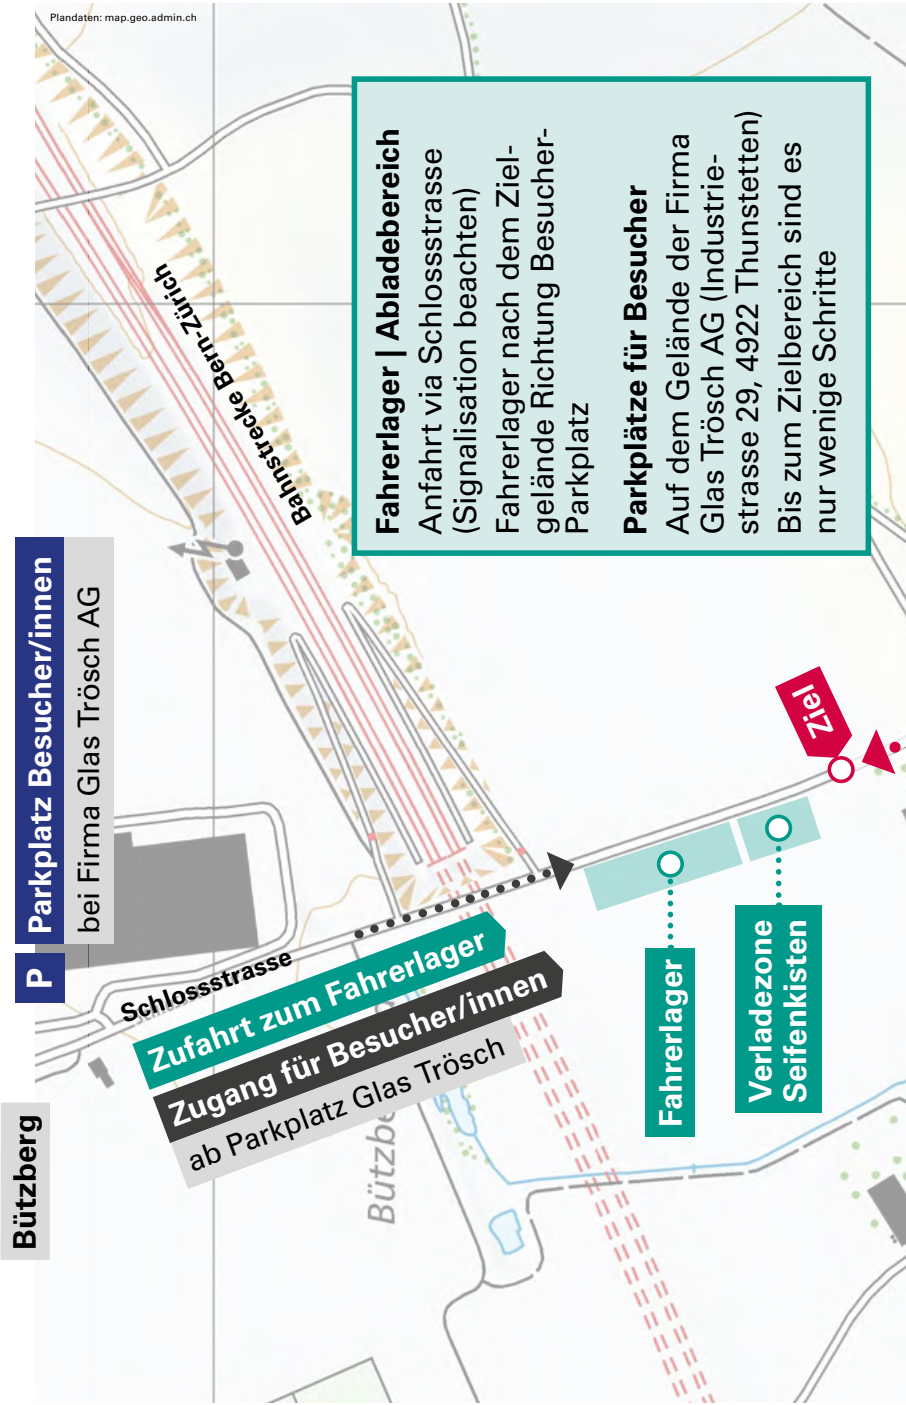 Plandaten: map.geo.admin.ch
Bützberg
P
Parkplatz Besucher/innen
bei Firma Glas Trösch AG
Schlossstrasse
Zufahrt zum Fahrerlager
Zugang für Besucher/innen
ab Parkplatz Glas Trösch
Bahnstrecke Bern-Zürich
Fahrerlager | Abladebereich
Anfahrt via Schlossstrasse
(Signalisation beachten)
Fahrerlager nach dem Ziel-
gelände Richtung Besucher-
Parkplatz
Parkplätze für Besucher
Auf dem Gelände der Firma
Glas Trösch AG (Industrie-
strasse 29, 4922 Thunstetten)
Bis zum Zielbereich sind es
nur wenige Schritte
Fahrerlager
Verladezone
Seifenkisten
Ziel